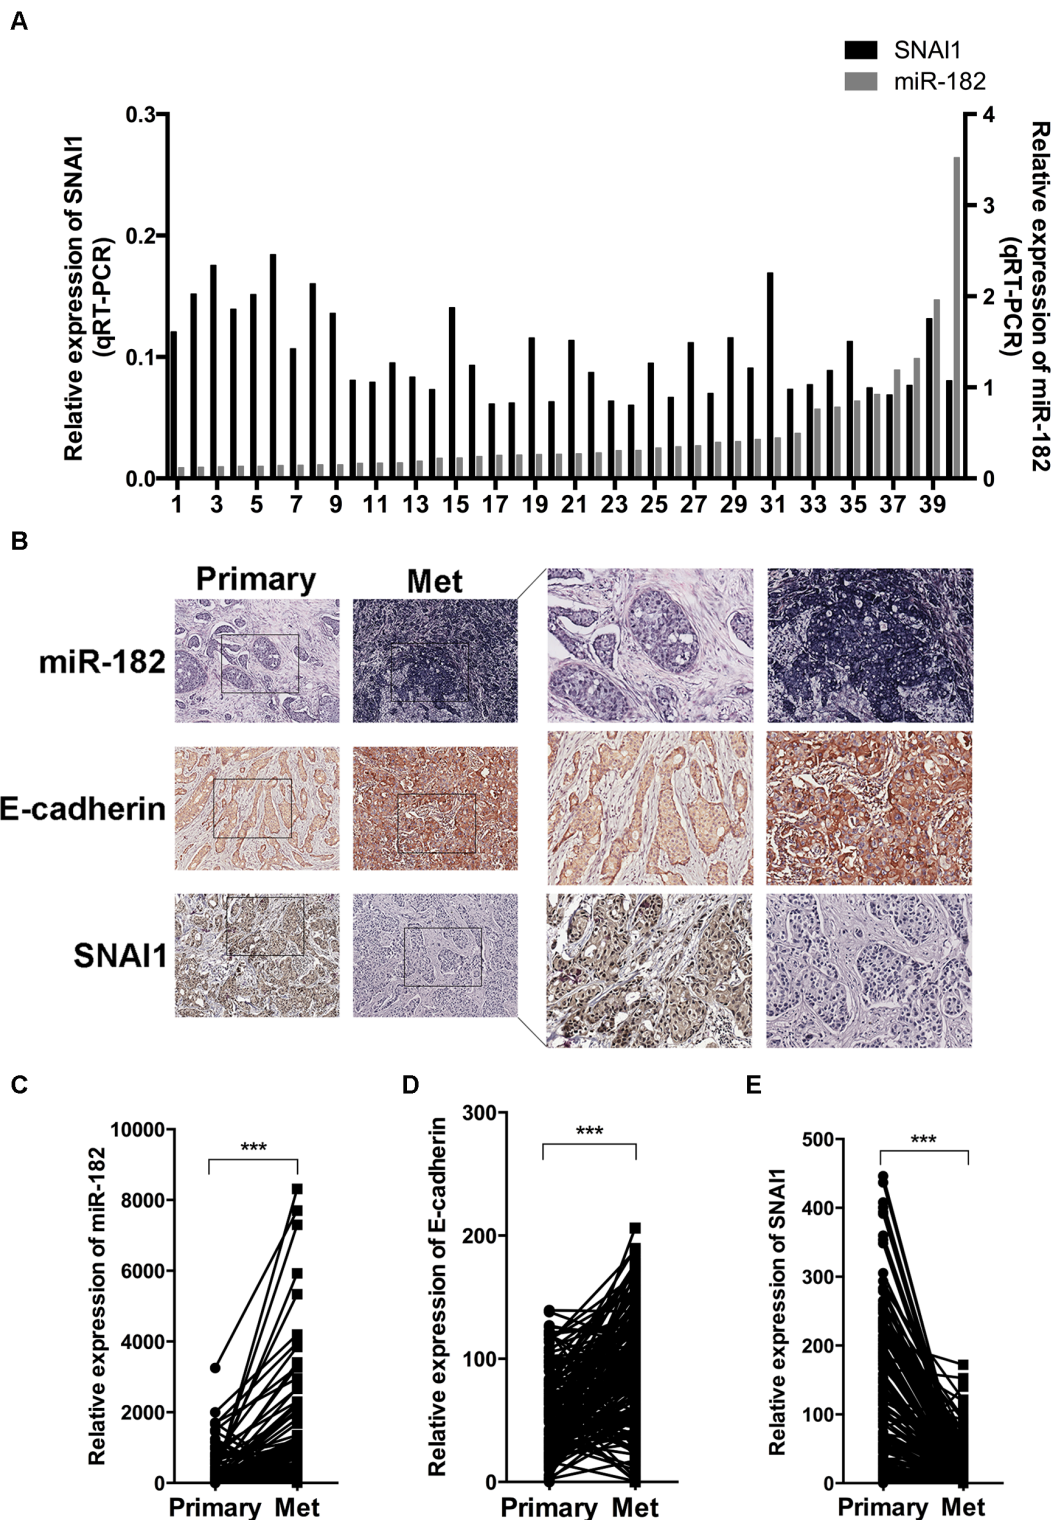 A
SNAI1
miR-182
Relative expression of SNAI1
(qRT-PCR)
0.3
0.2
0.1
0.0
4
3
2
1
0
Relative expression of miR-182
(qRT-PCR)
1 3 5 7 9 11 13 15 17 19 21 23 25 27 29 31 33 35 37 39
B
Primary Met
miR-182
E-cadherin
SNAI1
C
Relative expression of miR-182
10000
8000
6000
4000
2000
0
***
Primary Met
D
Relative expression of E-cadherin
300
200
100
0
***
Primary Met
E
Relative expression of SNAI1
500
400
300
200
100
0
***
Primary Met